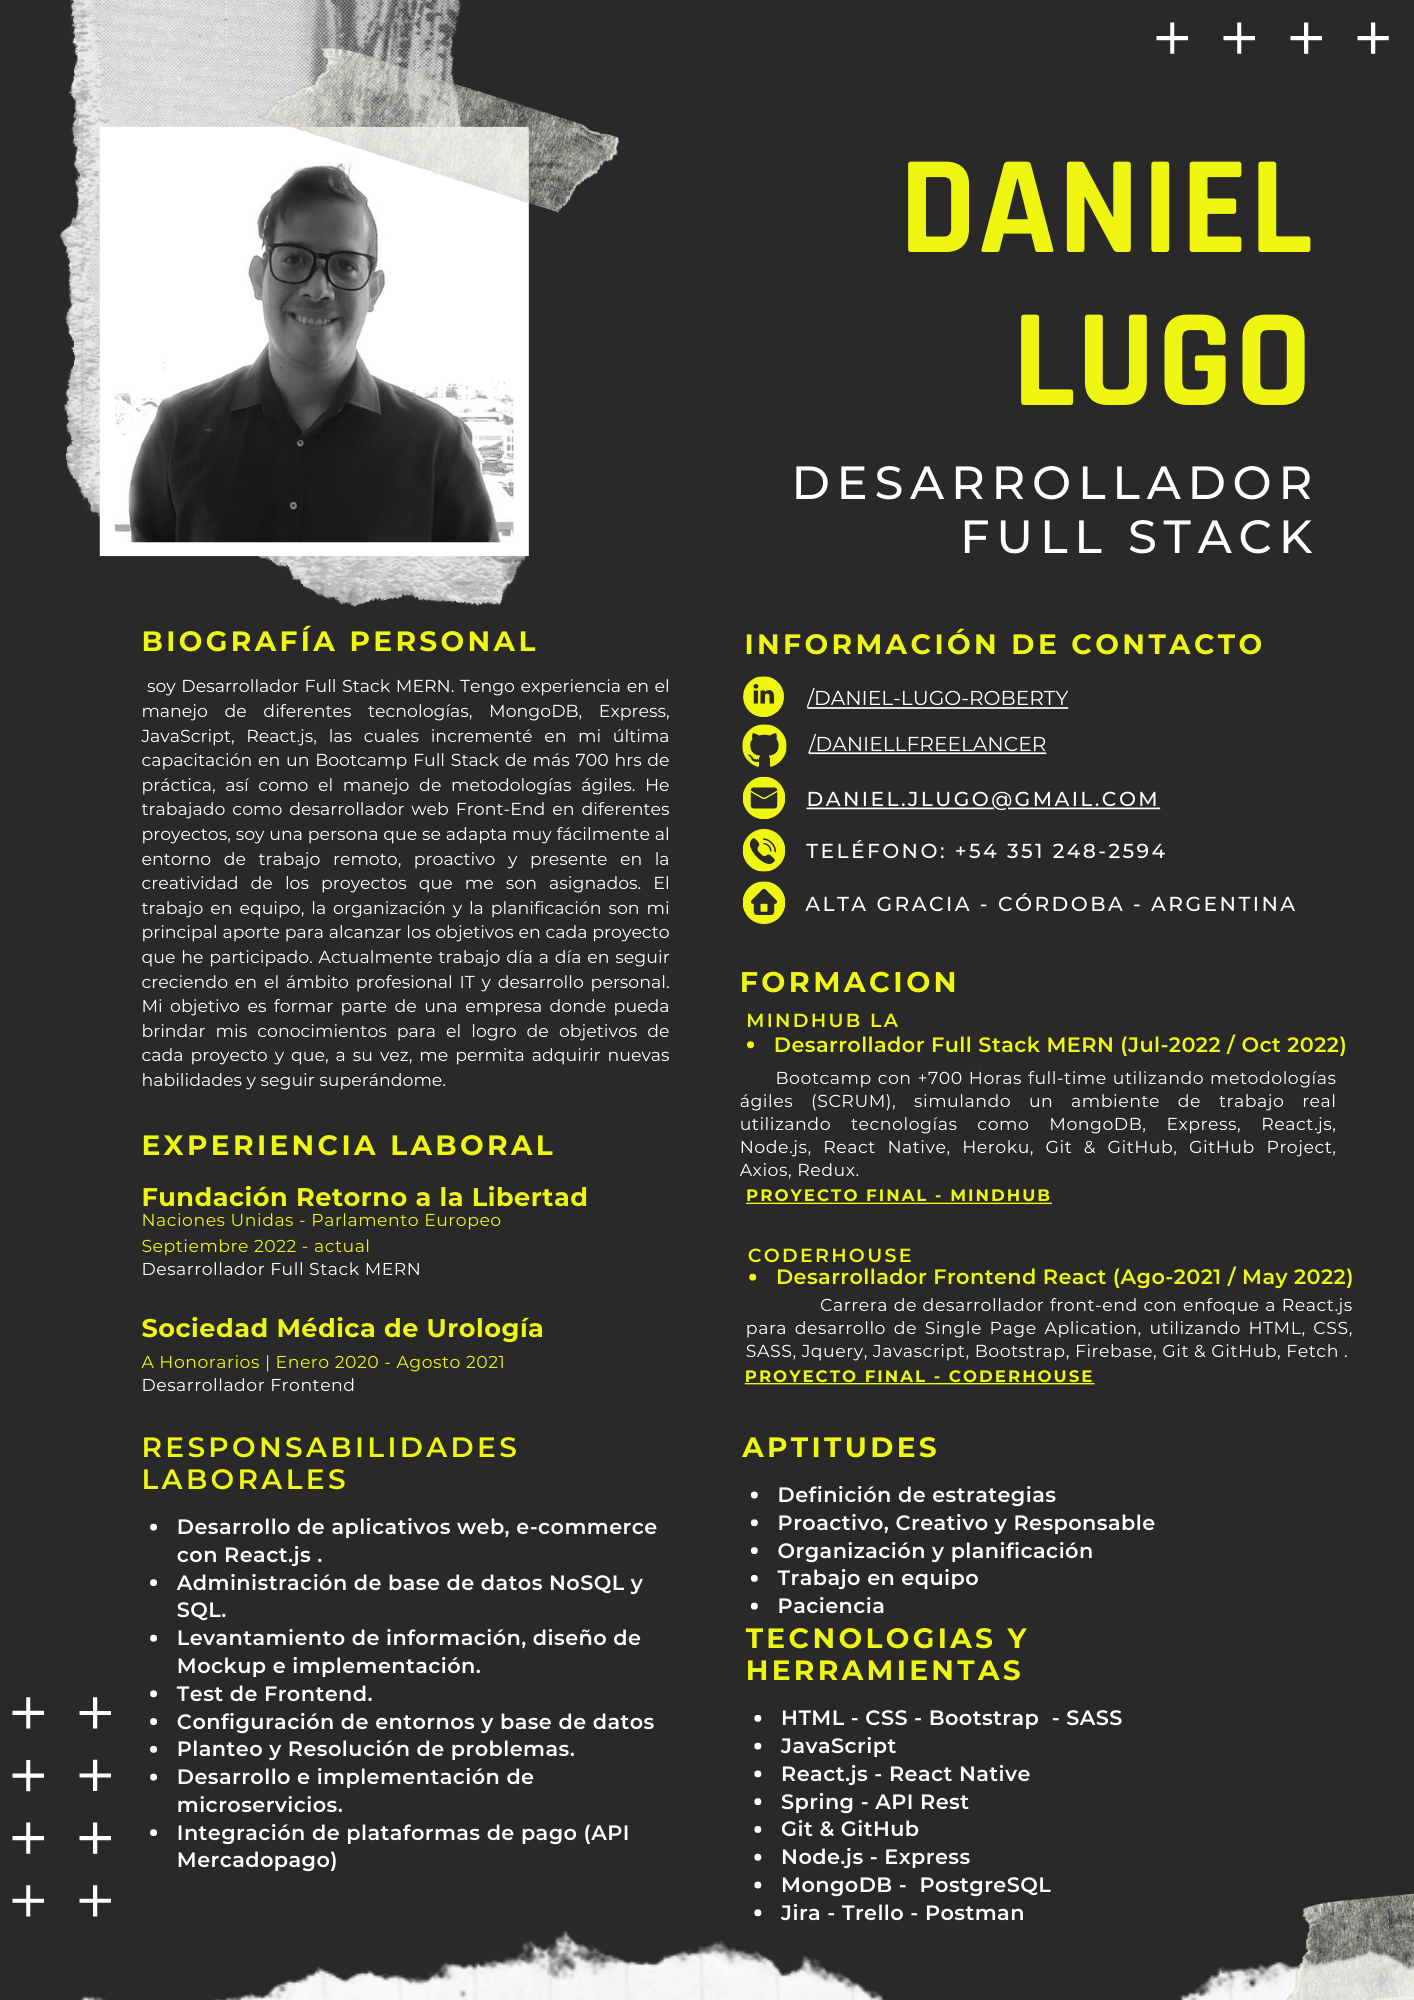 DANIEL
LUGO
DESARROLLADOR
FULL STACK
BIOGRAFÍA PERSONAL
soy Desarrollador Full Stack MERN. Tengo experiencia en el
manejo de diferentes tecnologías, MongoDB, Express,
JavaScript, React.js, las cuales incrementé en mi última
capacitación en un Bootcamp Full Stack de más 700 hrs de
práctica, así como el manejo de metodologías ágiles. He
trabajado como desarrollador web Front-End en diferentes
proyectos, soy una persona que se adapta muy fácilmente al
entorno de trabajo remoto, proactivo y presente en la
creatividad de los proyectos que me son asignados. El
trabajo en equipo, la organización y la planificación son mi
principal aporte para alcanzar los objetivos en cada proyecto
que he participado. Actualmente trabajo día a día en seguir
creciendo en el ámbito profesional IT y desarrollo personal.
Mi objetivo es formar parte de una empresa donde pueda
brindar mis conocimientos para el logro de objetivos de
cada proyecto y que, a su vez, me permita adquirir nuevas
habilidades y seguir superándome.
EXPERIENCIA LABORAL
Fundación Retorno a la Libertad
Naciones Unidas - Parlamento Europeo
Septiembre 2022 - actual
Desarrollador Full Stack MERN
Sociedad Médica de Urología
A Honorarios | Enero 2020 - Agosto 2021
Desarrollador Frontend
RESPONSABILIDADES
LABORALES
• Desarrollo de aplicativos web, e-commerce
con React.js .
• Administración de base de datos NoSQL y
SQL.
• Levantamiento de información, diseño de
Mockup e implementación.
• Test de Frontend.
• Configuración de entornos y base de datos
• Planteo y Resolución de problemas.
• Desarrollo e implementación de
microservicios.
• Integración de plataformas de pago (API
Mercadopago)
INFORMACIÓN DE CONTACTO
in /DANIEL-LUGO-ROBERTY
/DANIELLFREELANCER
DANIEL.JLUGO@GMAIL.COM
TELÉFONO: +54 351 248-2594
ALTA GRACIA - CÓRDOBA - ARGENTINA
FORMACION
MINDHUB LA
• Desarrollador Full Stack MERN (Jul-2022 / Oct 2022)
Bootcamp con +700 Horas full-time utilizando metodologías
ágiles (SCRUM), simulando un ambiente de trabajo real
utilizando tecnologías como MongoDB, Express, React.js,
Node.js, React Native, Heroku, Git & GitHub, GitHub Project,
Axios, Redux.
PROYECTO FINAL - MINDHUB
CODERHOUSE
• Desarrollador Frontend React (Ago-2021 / May 2022)
Carrera de desarrollador front-end con enfoque a React.js
para desarrollo de Single Page Aplication, utilizando HTML, CSS,
SASS, Jquery, Javascript, Bootstrap, Firebase, Git & GitHub, Fetch .
PROYECTO FINAL - CODERHOUSE
APTITUDES
• Definición de estrategias
• Proactivo, Creativo y Responsable
• Organización y planificación
• Trabajo en equipo
• Paciencia
TECNOLOGIAS Y
HERRAMIENTAS
• HTML - CSS - Bootstrap - SASS
• JavaScript
• React.js - React Native
• Spring - API Rest
• Git & GitHub
• Node.js - Express
• MongoDB - PostgreSQL
• Jira - Trello - Postman